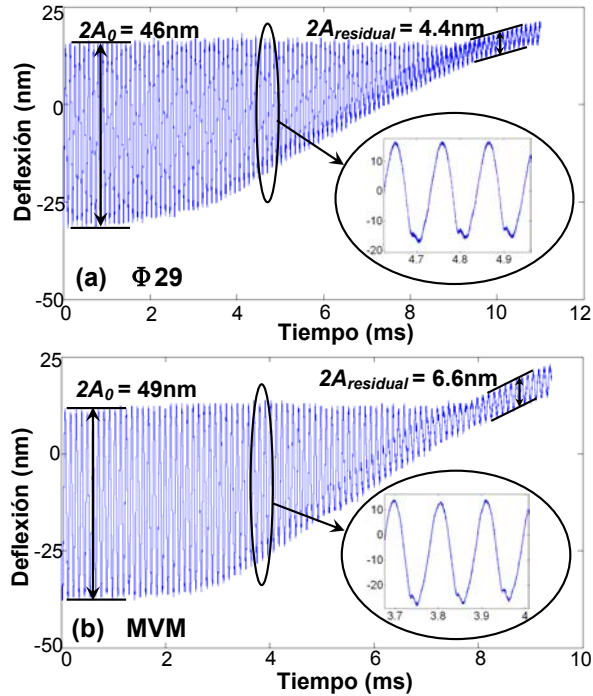 25
2A0 = 46nm
2Aresidual = 4.4nm
0
Deflexión (nm)
10
0
-10
-20
4.7 4.8 4.9
-25
(a) Φ29
-50
0 2 4 6 8 10 12
Tiempo (ms)
25
2A0 = 49nm
2Aresidual = 6.6nm
0
Deflexión (nm)
10
0
-10
-20
3.7 3.8 3.9 4
-25
(b) MVM
-50
0 2 4 6 8 10
Tiempo (ms)